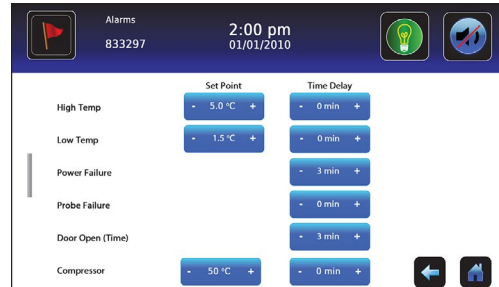 Alarms
833297
2:00 pm
01/01/2010
Set Point Time Delay
High Temp - 5.0 °C + - 0 min +
Low Temp - 1.5 °C + - 0 min +
Power Failure - 3 min +
Probe Failure - 0 min +
Door Open (Time) - 3 min +
Compressor - 50 °C + - 0 min +